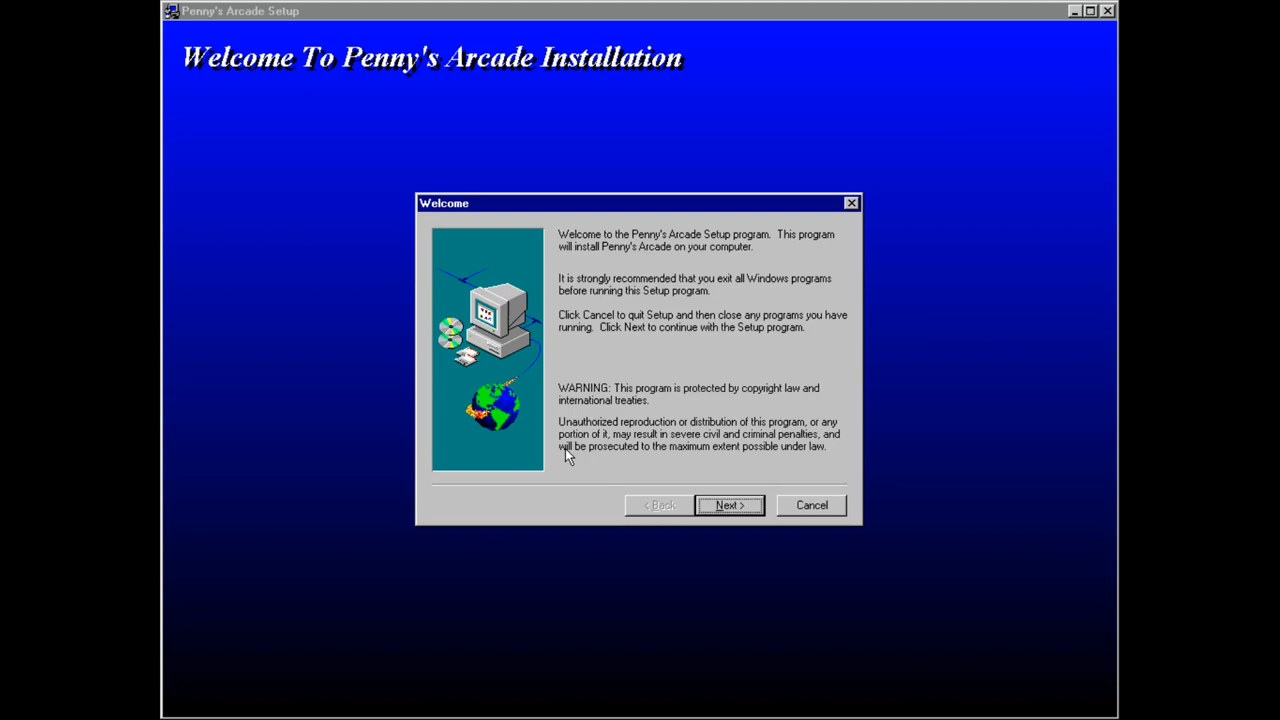 Penny's Arcade Setup
Welcome To Penny's Arcade Installation
Welcome
Welcome to the Penny's Arcade Setup program.  This program
will install Penny's Arcade on your computer.
It is strongly recommended that you exit all Windows programs
before running this Setup program.
Click Cancel to quit Setup and then close any programs you have
running.  Click Next to continue with the Setup program.
WARNING: This program is protected by copyright law and
international treaties.
Unauthorized reproduction or distribution of this program, or any
portion of it, may result in severe civil and criminal penalties, and
will be prosecuted to the maximum extent possible under law.
< Back
Next >
Cancel